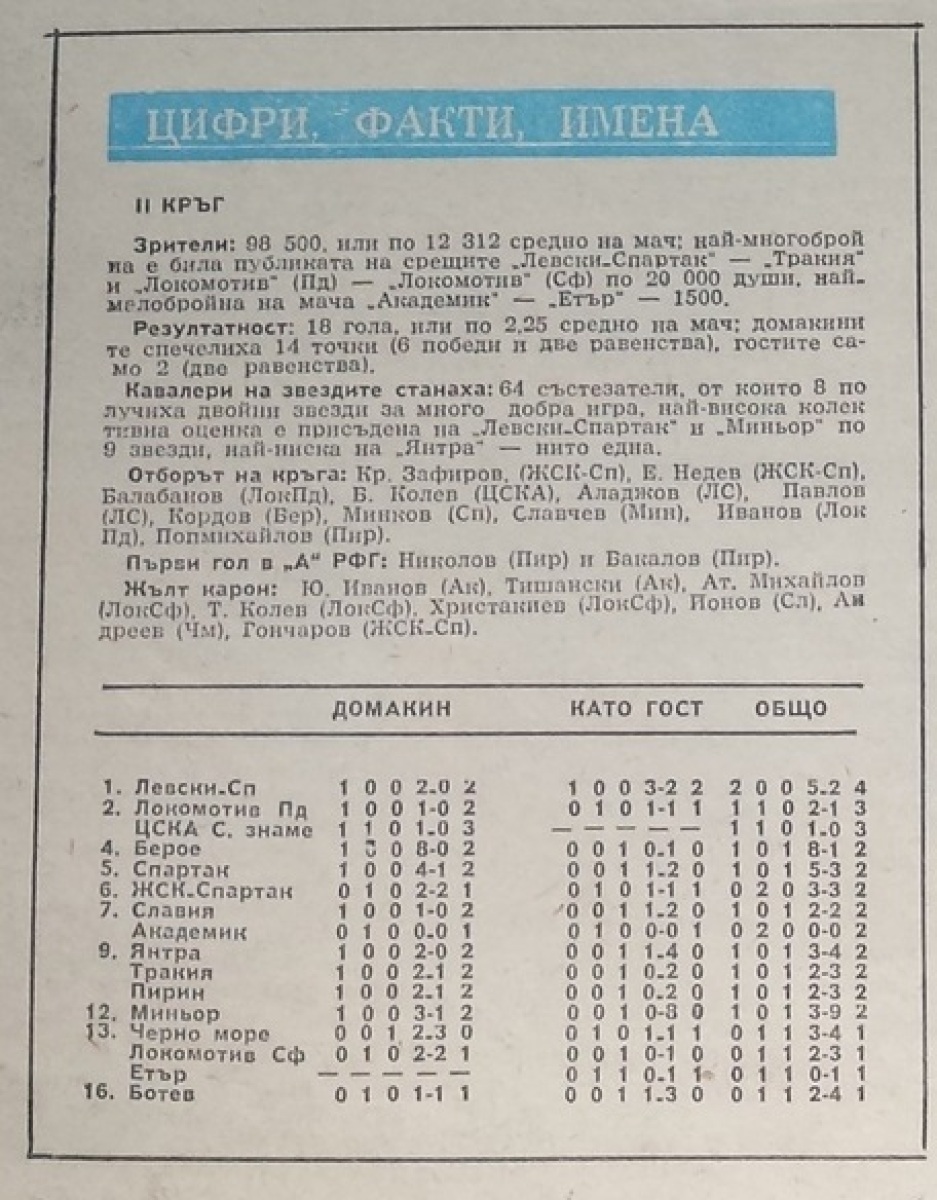 ЦИФРИ, ФАКТИ, ИМЕНА
II КРЪГ
Зрители: 98 500, или по 12 312 средно на мач; най-многоброй
на е била публиката на срещите „Левски-Спартак" — „Тракия"
и „Локомотив" (Пд) — „Локомотив" (Сф) по 20 000 души, най-
мелобройна на мача „Академик" — „Етър" — 1500.
Резултатност: 18 гола, или по 2,25 средно на мач; домакини
те спечелиха 14 точки (6 победи и две равенства), гостите са-
мо 2 (две равенства).
Кавалери на звездите станаха: 64 състезатели, от които 8 по
лучиха двойни звезди за много добра игра, най-висока колек
тивна оценка е присъдена на „Левски-Спартак" и „Миньор" по
9 звезди, най-ниска на „Янтра" — нито една.
Отборът на кръга: Кр. Зафиров, (ЖСК-Сп), Е. Недев (ЖСК-Сп),
Балабанов (ЛокПд), Б. Колев (ЦСКА), Аладжов (ЛС), Павлов
(ЛС), Кордов (Бер), Минков (Сп), Славчев (Мин), Иванов (Лок
Пд), Попмихайлов (Пир).
Първи гол в „А" РФГ: Николов (Пир) и Бакалов (Пир).
Жълт карон: Ю. Иванов (Ак), Тишански (Ак), Ат. Михайлов
(ЛокСф), Т. Колев (ЛокСф), Христакиев (ЛокСф), Ионов (Сл), Ан
дреев (Чм), Гончаров (ЖСК-Сп).
ДОМАКИН КАТО ГОСТ ОБЩО
1. Левски-Сп 1 0 0 2-0 2 1 0 0 3-2 2 2 0 0 5-2 4
2. Локомотив Пд 1 0 0 1-0 2 0 1 0 1-1 1 1 1 0 2-1 3
ЦСКА С. знаме 1 1 0 1-0 3 — — — — — 1 1 0 1-0 3
4. Берое 1 0 0 8-0 2 0 0 1 0-1 0 1 0 1 8-1 2
5. Спартак 1 0 0 4-1 2 0 0 1 1-2 0 1 0 1 5-3 2
6. ЖСК-Спартак 0 1 0 2-2 1 0 1 0 1-1 1 0 2 0 3-3 2
7. Славия 1 0 0 1-0 2 0 0 1 1-2 0 1 0 1 2-2 2
Академик 0 1 0 0-0 1 0 1 0 0-0 1 0 2 0 0-0 2
9. Янтра 1 0 0 2-0 2 0 0 1 1-4 0 1 0 1 3-4 2
Тракия 1 0 0 2-1 2 0 0 1 0-2 0 1 0 1 2-3 2
Пирин 1 0 0 2-1 2 0 0 1 0-2 0 1 0 1 2-3 2
12. Миньор 1 0 0 3-1 2 0 0 1 0-8 0 1 0 1 3-9 2
13. Черно море 0 0 1 2-3 0 0 1 0 1-1 1 0 1 1 3-4 1
Локомотив Сф 0 1 0 2-2 1 0 0 1 0-1 0 0 1 1 2-3 1
Етър — — — — — 0 1 1 0-1 1 0 1 1 0-1 1
16. Ботев 0 1 0 1-1 1 0 0 1 1-3 0 0 1 1 2-4 1